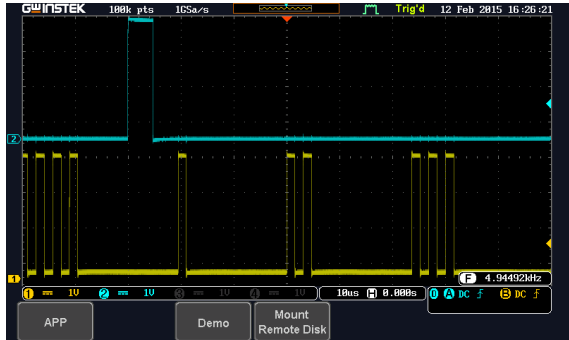 GWINSTEK 100k pts 1GSa/s Trig'd 12 Feb 2015 16:26:21
2
1
F 4.94492kHz
1 1V 2 1V 3 1V 4 1V 10us H 0.000s D A DC B DC
APP Demo Mount Remote Disk